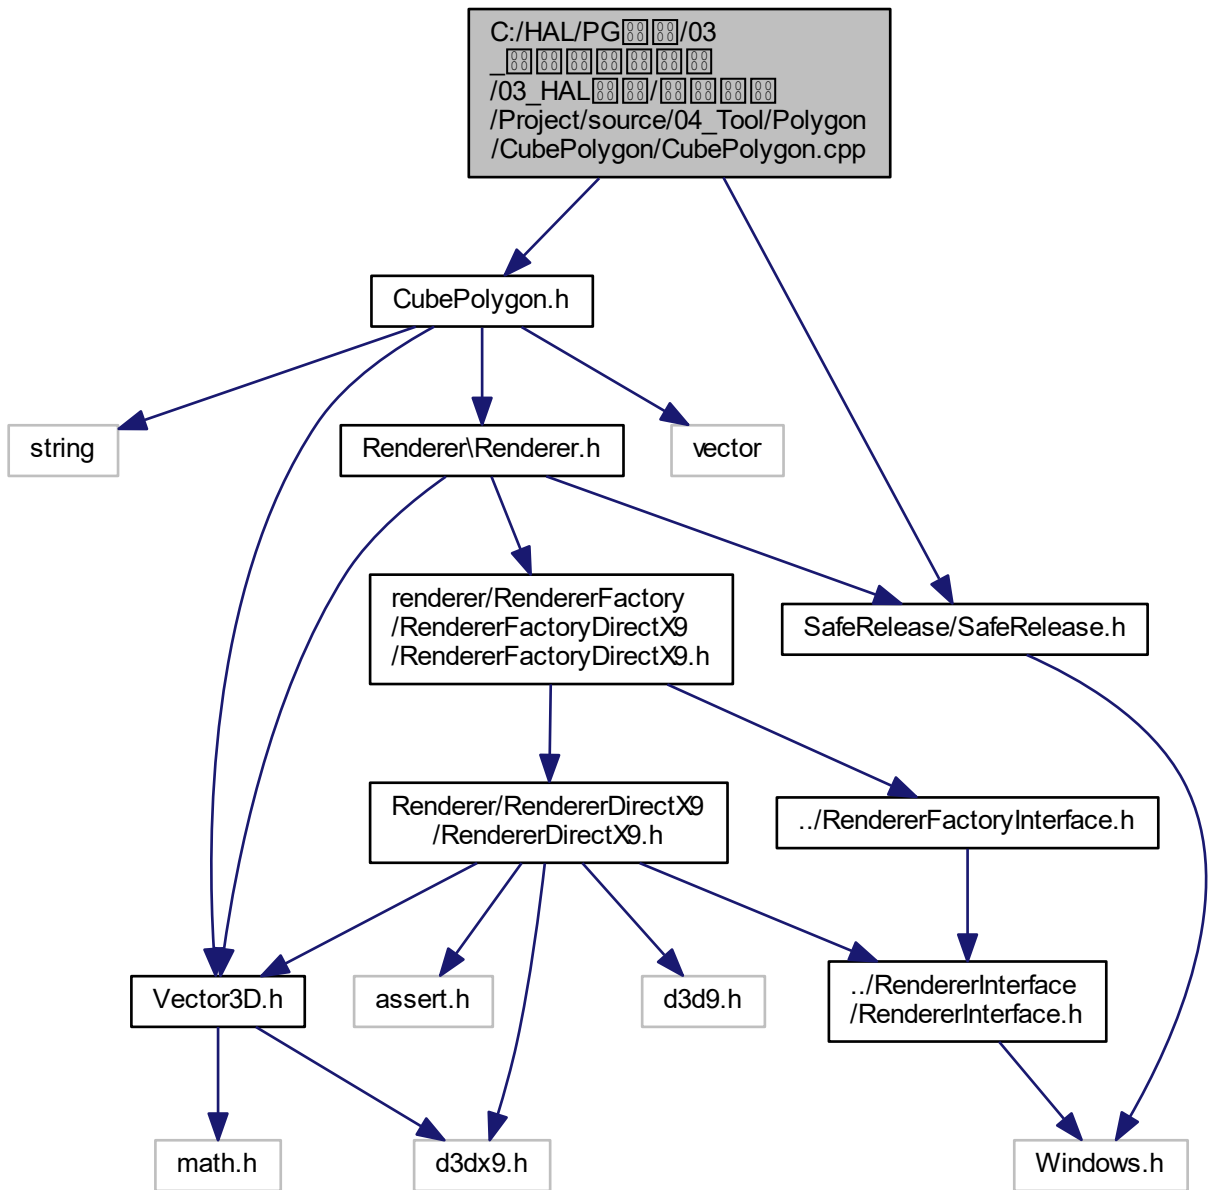 C:/HAL/PG/03
_
/03_HAL/
/Project/source/04_Tool/Polygon
/CubePolygon/CubePolygon.cpp
CubePolygon.h
string
Renderer\Renderer.h
vector
renderer/RendererFactory
/RendererFactoryDirectX9
/RendererFactoryDirectX9.h
SafeRelease/SafeRelease.h
Renderer/RendererDirectX9
/RendererDirectX9.h
../RendererFactoryInterface.h
Vector3D.h
assert.h
d3d9.h
../RendererInterface
/RendererInterface.h
math.h
d3dx9.h
Windows.h